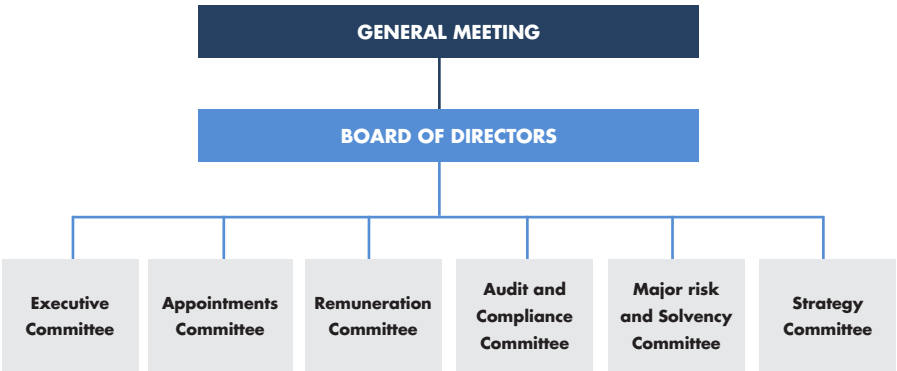 GENERAL MEETING
BOARD OF DIRECTORS
Executive
Committee
Appointments
Committee
Remuneration
Committee
Audit and
Compliance
Committee
Major risk
and Solvency
Committee
Strategy
Committee